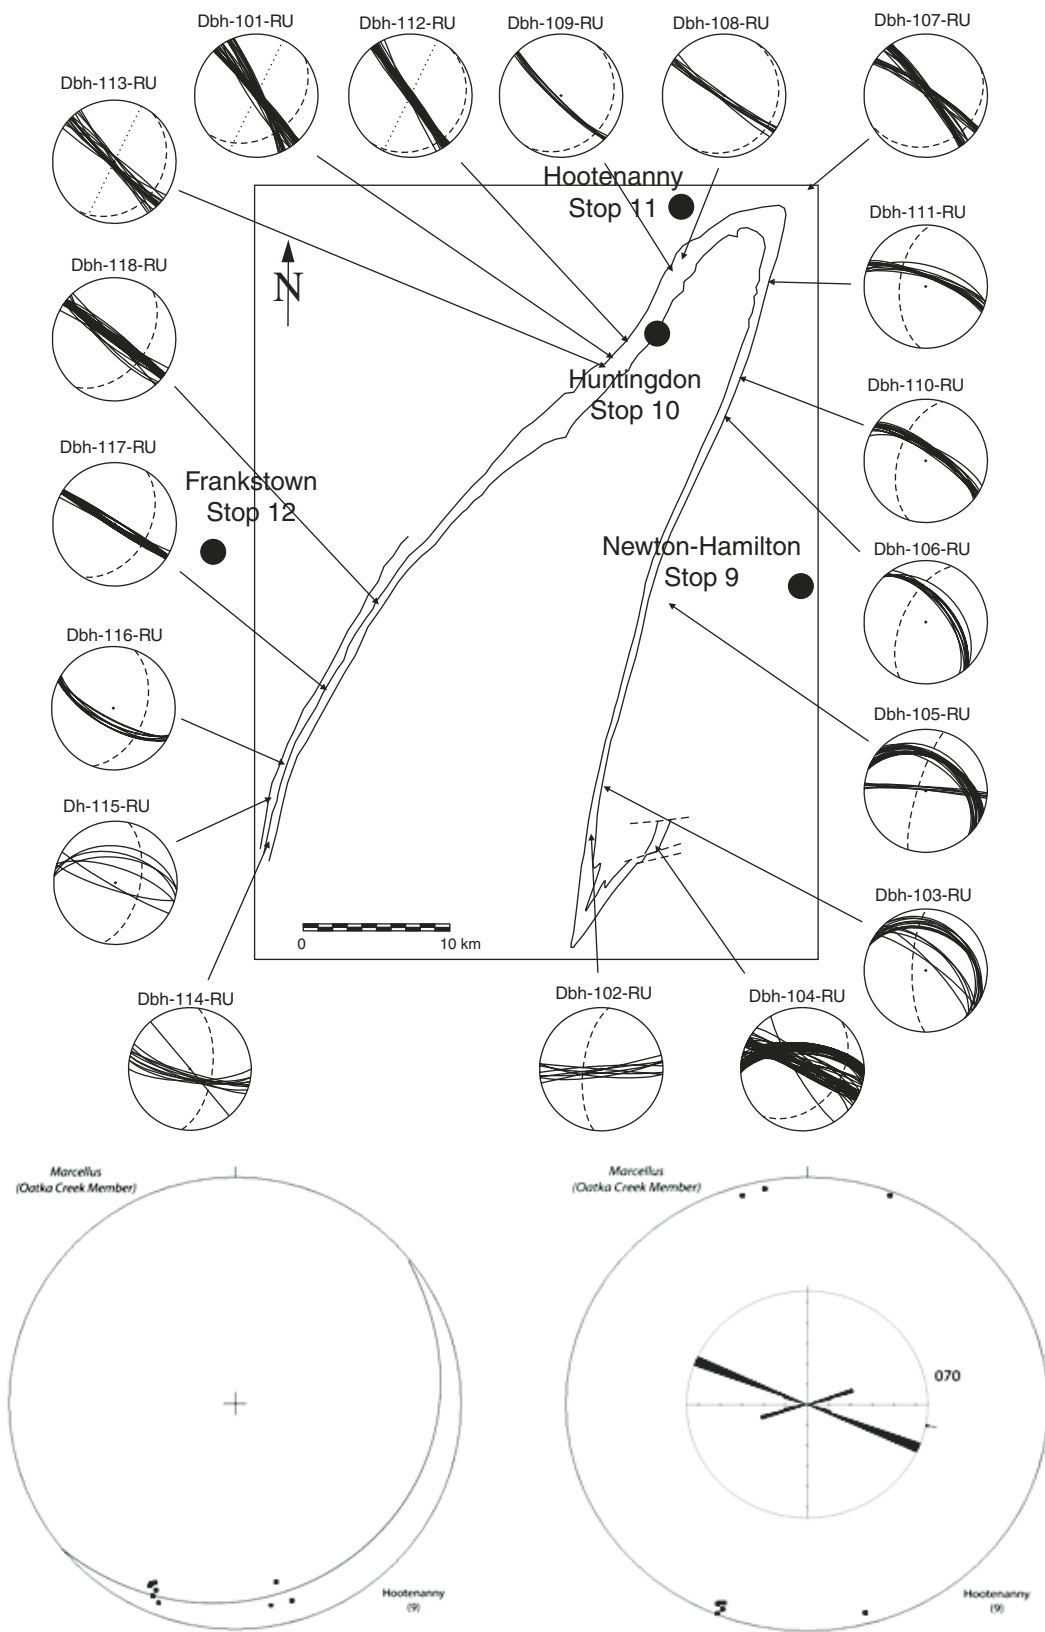 Dbh-101-RU
Dbh-112-RU
Dbh-109-RU
Dbh-108-RU
Dbh-107-RU
Dbh-113-RU
Hootenanny
Stop 11
Dbh-111-RU
Dbh-118-RU
N
Huntingdon
Stop 10
Dbh-110-RU
Dbh-117-RU
Frankstown
Stop 12
Newton-Hamilton
Stop 9
Dbh-106-RU
Dbh-116-RU
Dbh-105-RU
Dh-115-RU
Dbh-103-RU
0 10 km
Dbh-114-RU
Dbh-102-RU
Dbh-104-RU
Marcellus
(Oatka Creek Member)
Marcellus
(Oatka Creek Member)
070
Hootenanny
(9)
Hootenanny
(9)